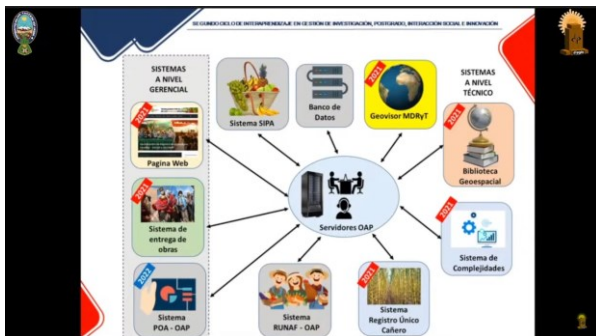 SEGUNDO CICLO DE INTERAPRENDIZAJE EN GESTIÓN DE INVESTIGACIÓN, POSTGRADO, INTERACCIÓN SOCIAL E INNOVACIÓN
SISTEMAS
A NIVEL
GERENCIAL
2021
Pagina Web
Sistema SIPA
Banco de
Datos
2021
Geovisor MDRyT
SISTEMAS
A NIVEL
TÉCNICO
2021
Biblioteca
Geoespacial
2021
Sistema de
entrega de
obras
Servidores OAP
2021
Sistema de
Complejidades
2022
Sistema
POA - OAP
Sistema
RUNAF - OAP
2021
Sistema
Registro Único
Cañero